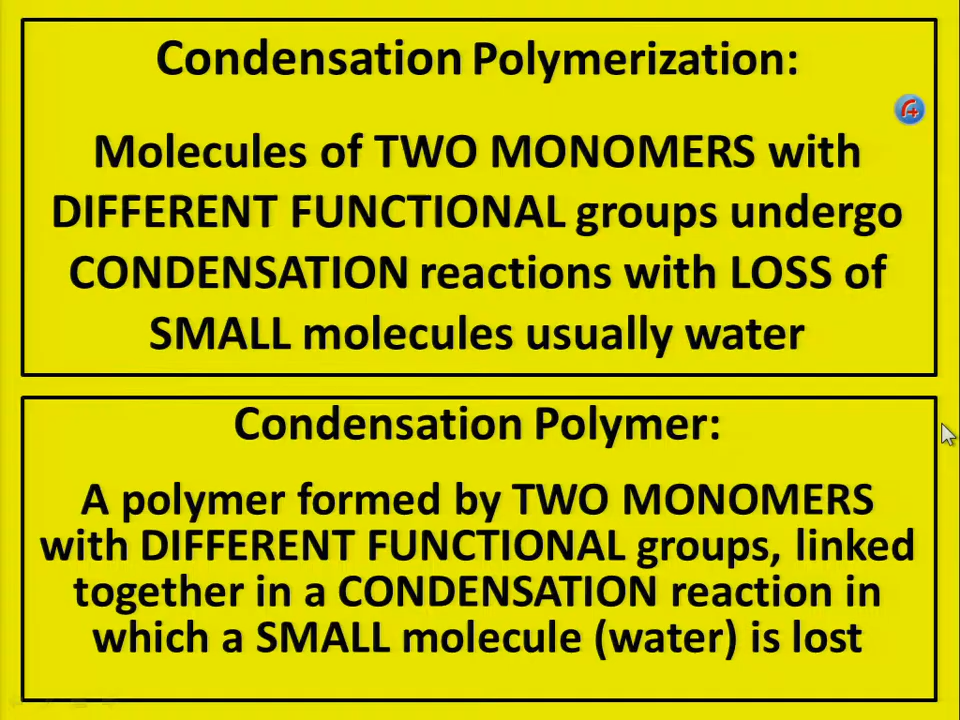 Condensation Polymerization:
Molecules of TWO MONOMERS with
DIFFERENT FUNCTIONAL groups undergo
CONDENSATION reactions with LOSS of
SMALL molecules usually water
Condensation Polymer:
A polymer formed by TWO MONOMERS
with DIFFERENT FUNCTIONAL groups, linked
together in a CONDENSATION reaction in
which a SMALL molecule (water) is lost